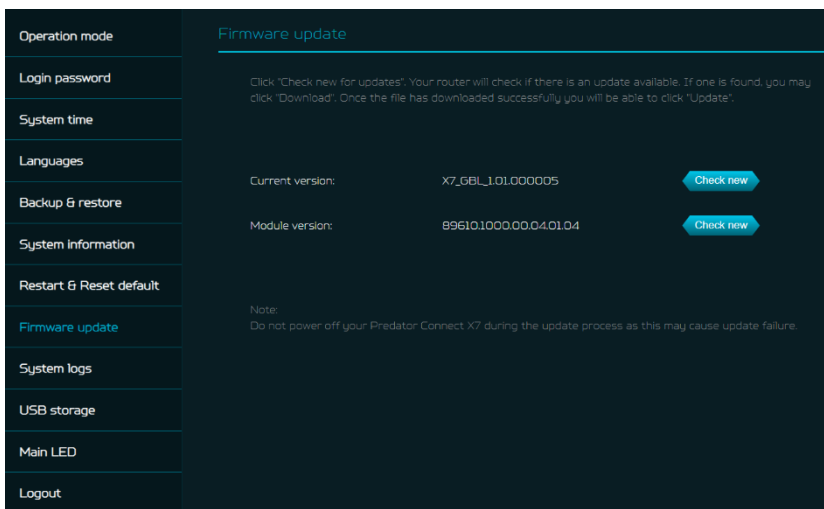 Operation mode
Login password
System time
Languages
Backup & restore
System information
Restart & Reset default
Firmware update
System logs
USB storage
Main LED
Logout
Firmware update
Click "Check new for updates". Your router will check if there is an update available. If one is found, you may
click "Download". Once the file has downloaded successfully you will be able to click "Update".
Current version: X7_GBL_1.01.000005 Check new
Module version: 89610.1000.00.04.01.04 Check new
Note:
Do not power off your Predator Connect X7 during the update process as this may cause update failure.